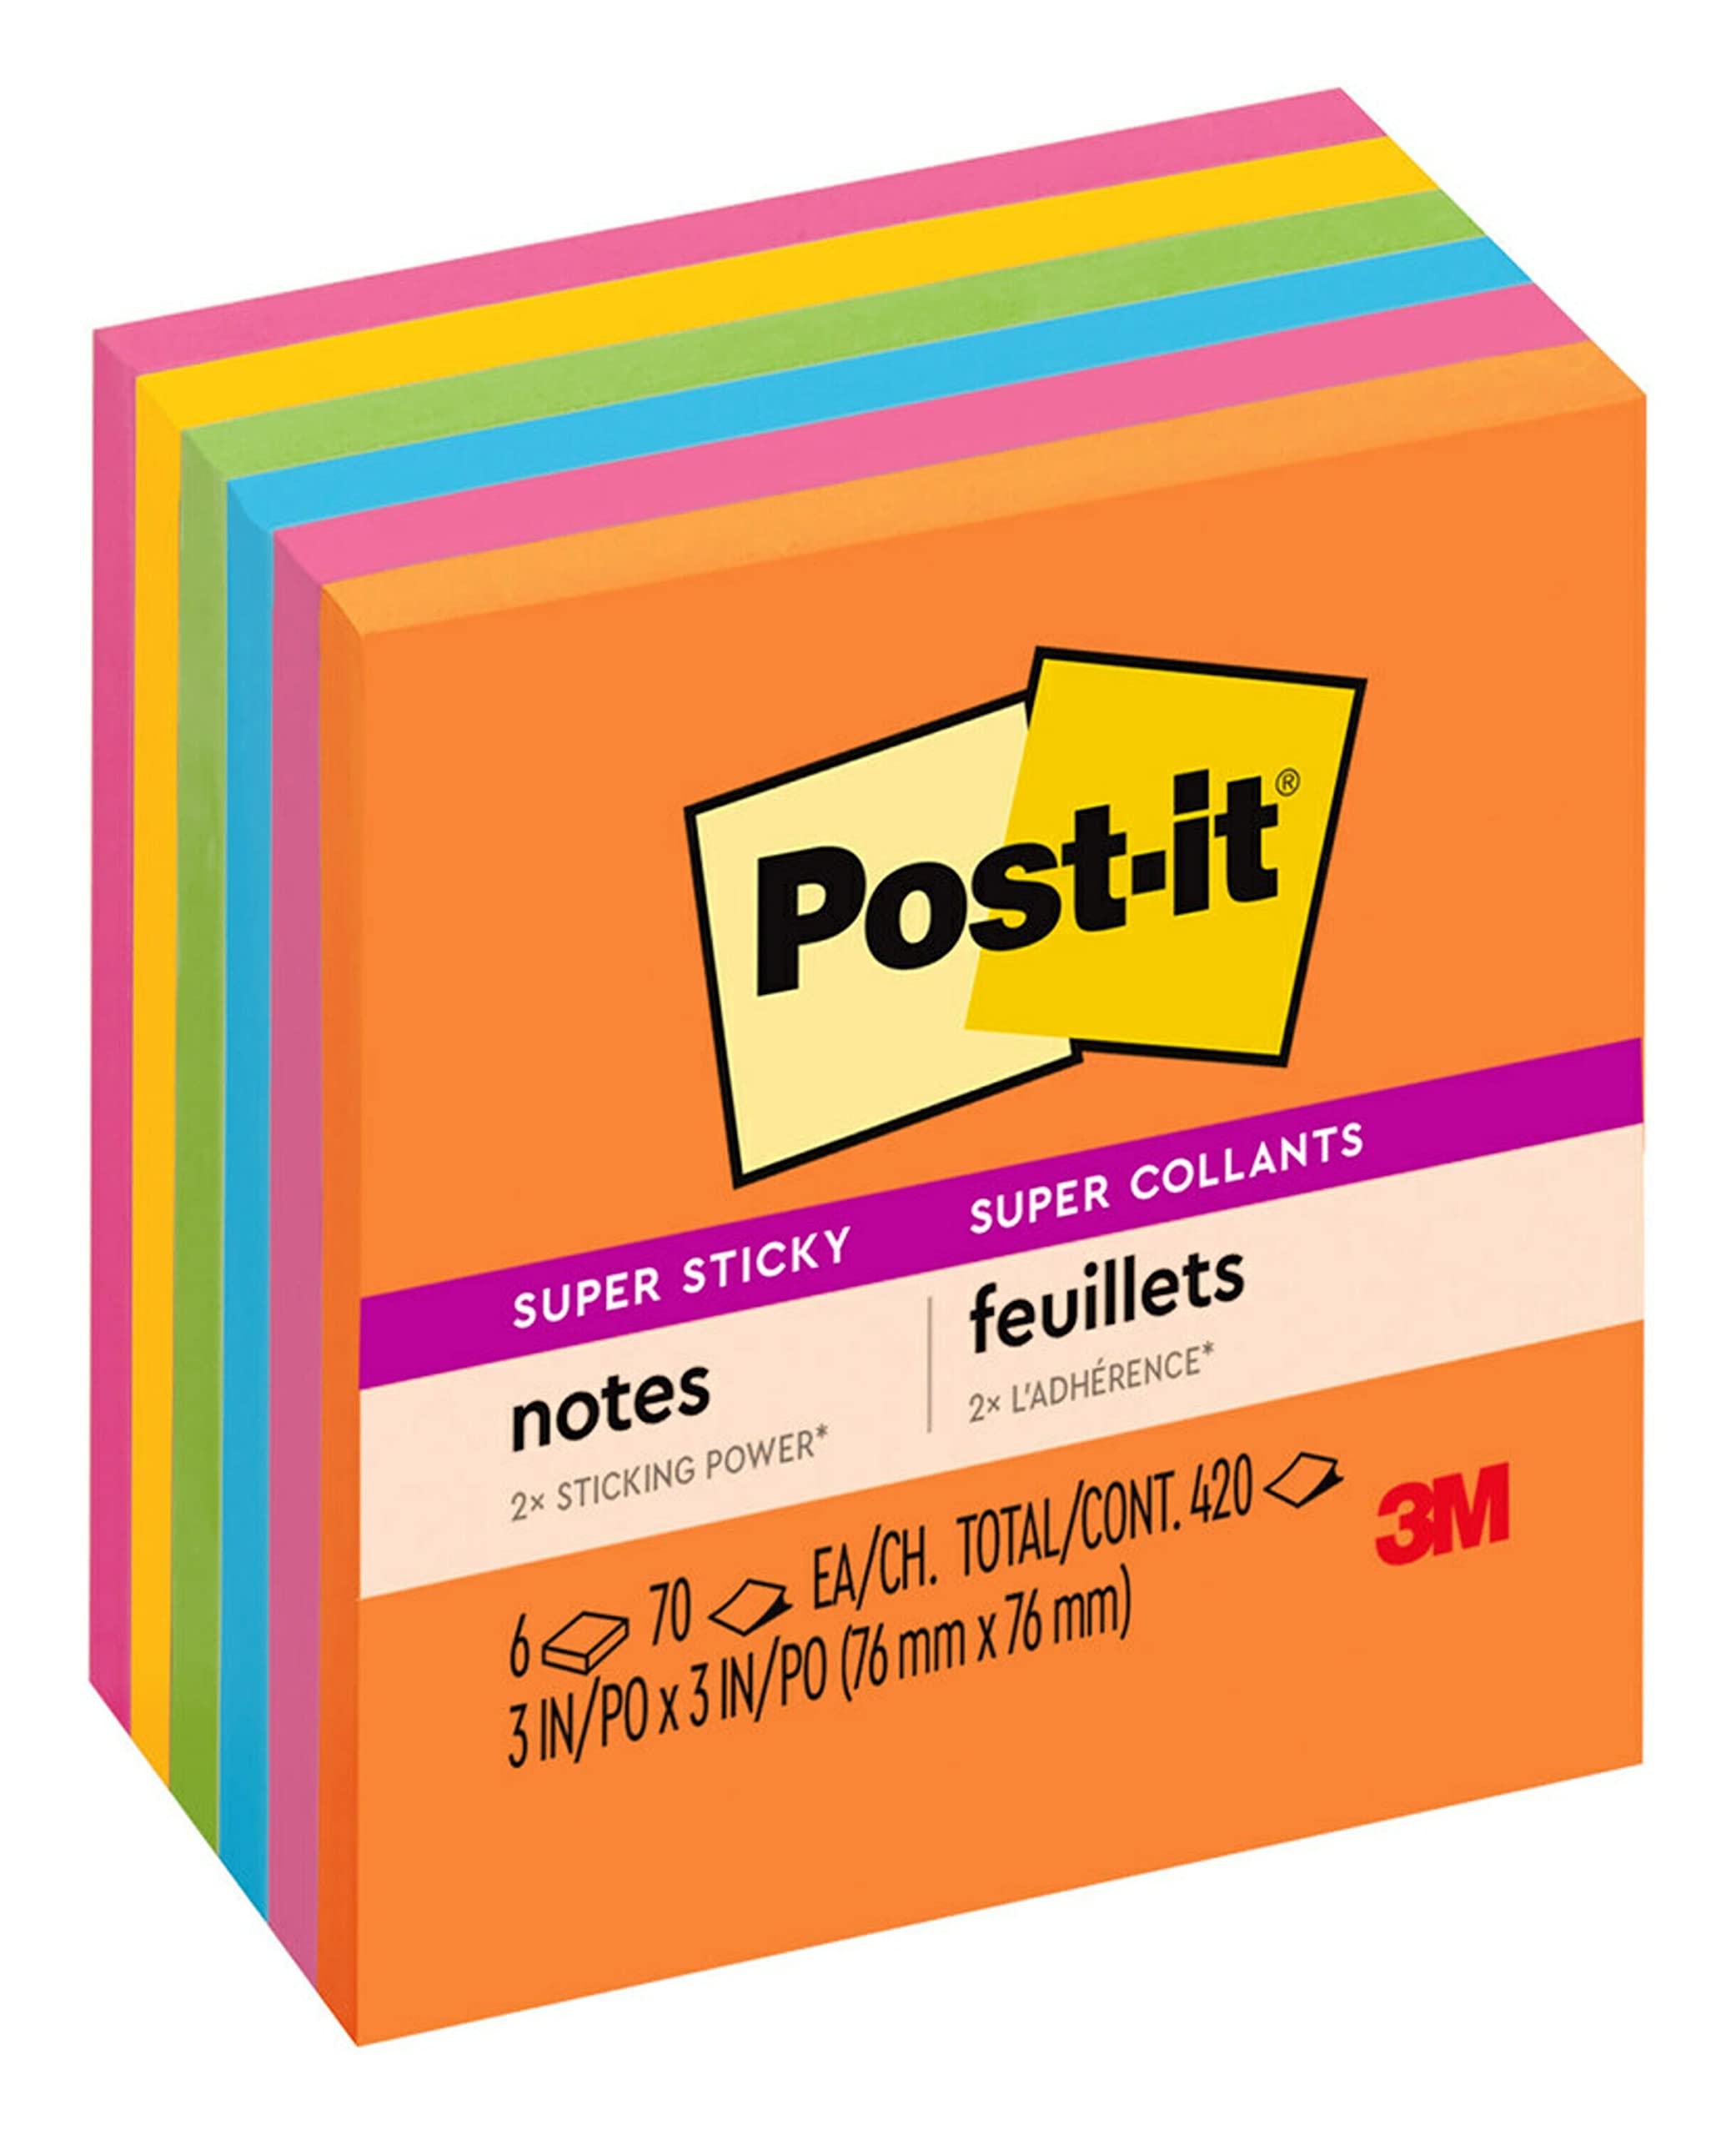 Post-it®
SUPER STICKY
notes
2× STICKING POWER*
SUPER COLLANTS
feuillets
2× L'ADHÉRENCE*
6 70 EA/CH. TOTAL/CONT. 420
3 IN/PO x 3 IN/PO (76 mm x 76 mm)
3M